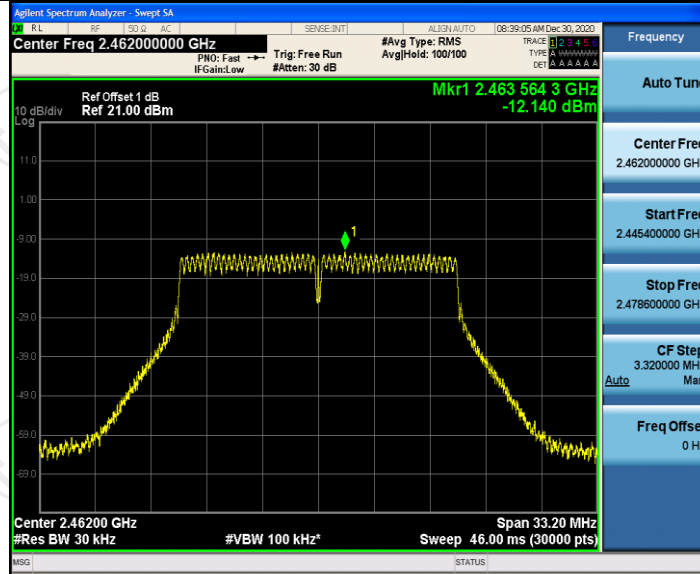 Agilent Spectrum Analyzer - Swept SA
RL RF 50 Ω AC SENSE:INT ALIGN AUTO 08:39:05 AM Dec 30, 2020
Center Freq 2.462000000 GHz
PNO: Fast
IFGain:Low
Trig: Free Run
#Atten: 30 dB
#Avg Type: RMS
Avg|Hold: 100/100
TRACE 1 2 3 4 5 6
TYPE A
DET A A A A A A
Ref Offset 1 dB
Ref 21.00 dBm
10 dB/div
Log
Mkr1 2.463 564 3 GHz
-12.140 dBm
11.0
1.00
-9.00
-19.0
-29.0
-39.0
-49.0
-59.0
-69.0
1
Center 2.46200 GHz
#Res BW 30 kHz
#VBW 100 kHz*
Span 33.20 MHz
Sweep 46.00 ms (30000 pts)
MSG STATUS
Frequency
Auto Tun
Center Fre
2.462000000 GH
Start Fre
2.445400000 GH
Stop Fre
2.478600000 GH
CF Ste
3.320000 MH
Auto Ma
Freq Offse
0 H